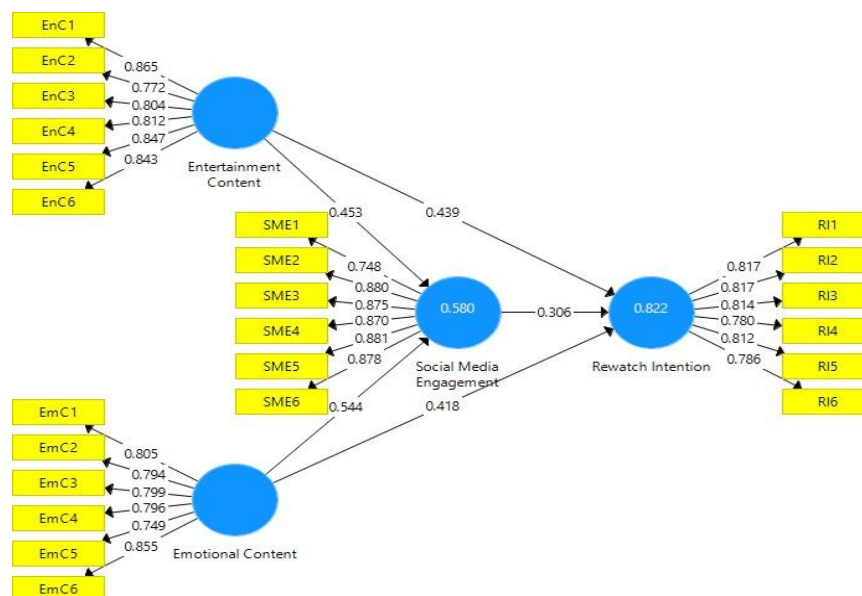 EnC1
EnC2
EnC3
EnC4
EnC5
EnC6
0.865
0.772
0.804
0.812
0.847
0.843
Entertainment
Content
0.453
0.439
SME1
SME2
SME3
SME4
SME5
SME6
0.748
0.880
0.875
0.870
0.881
0.878
0.580
Social Media
Engagement
0.306
0.822
Rewatch Intention
0.817
0.817
0.814
0.780
0.812
0.786
RI1
RI2
RI3
RI4
RI5
RI6
0.544
0.418
EmC1
EmC2
EmC3
EmC4
EmC5
EmC6
0.805
0.794
0.799
0.796
0.749
0.855
Emotional Content